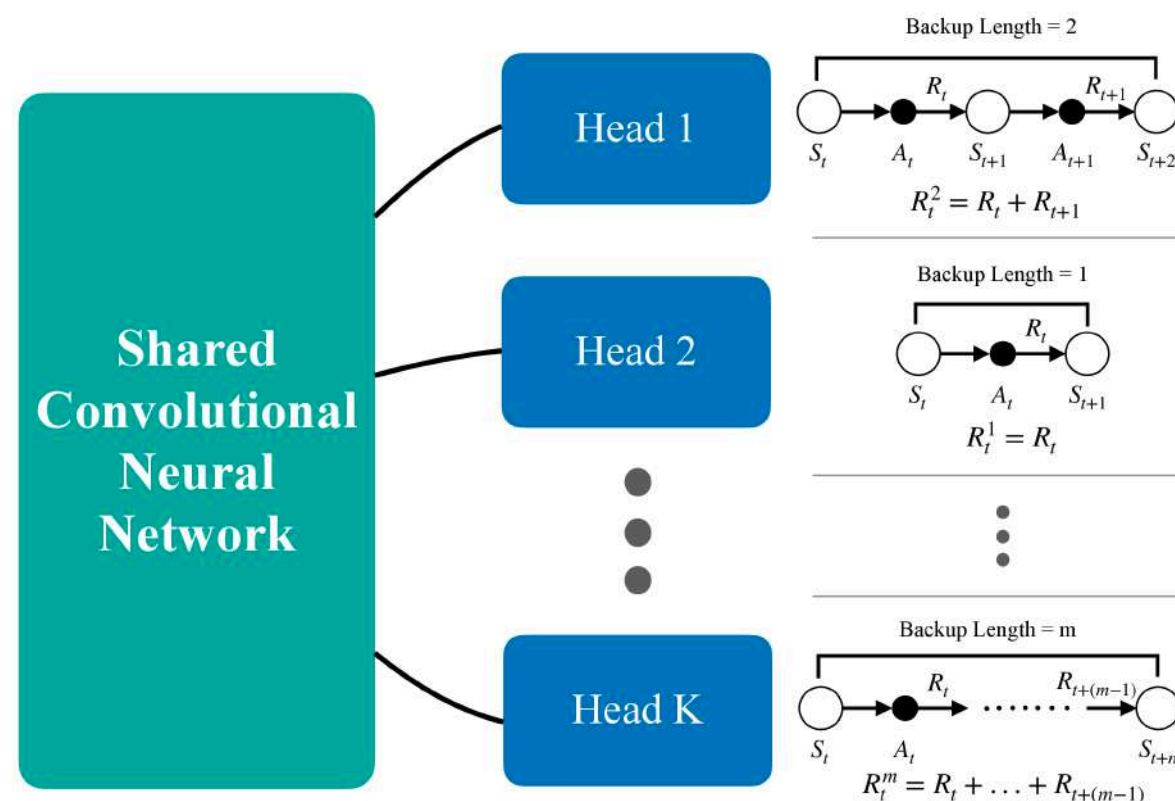 Shared
Convolutional
Neural
Network
Head 1
Backup Length = 2
R_t R_{t+1}
S_t A_t S_{t+1} A_{t+1} S_{t+2}
R_t^2 = R_t + R_{t+1}
Head 2
Backup Length = 1
R_t
S_t A_t S_{t+1}
R_t^1 = R_t
Head K
Backup Length = m
R_t R_{t+(m-1)}
S_t A_t
R_t^m = R_t + ... + R_{t+(m-1)}